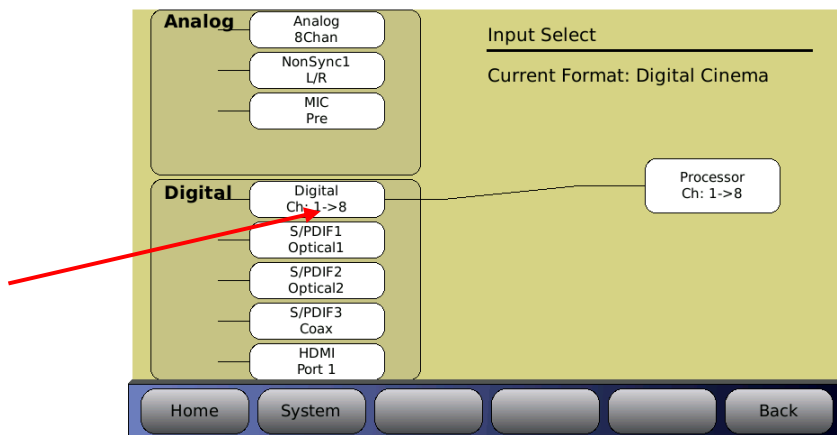 Analog
Analog
8Chan
NonSync1
L/R
MIC
Pre
Input Select
Current Format: Digital Cinema
Digital
Digital
Ch: 1->8
S/PDIF1
Optical1
S/PDIF2
Optical2
S/PDIF3
Coax
HDMI
Port 1
Processor
Ch: 1->8
Home
System
Back